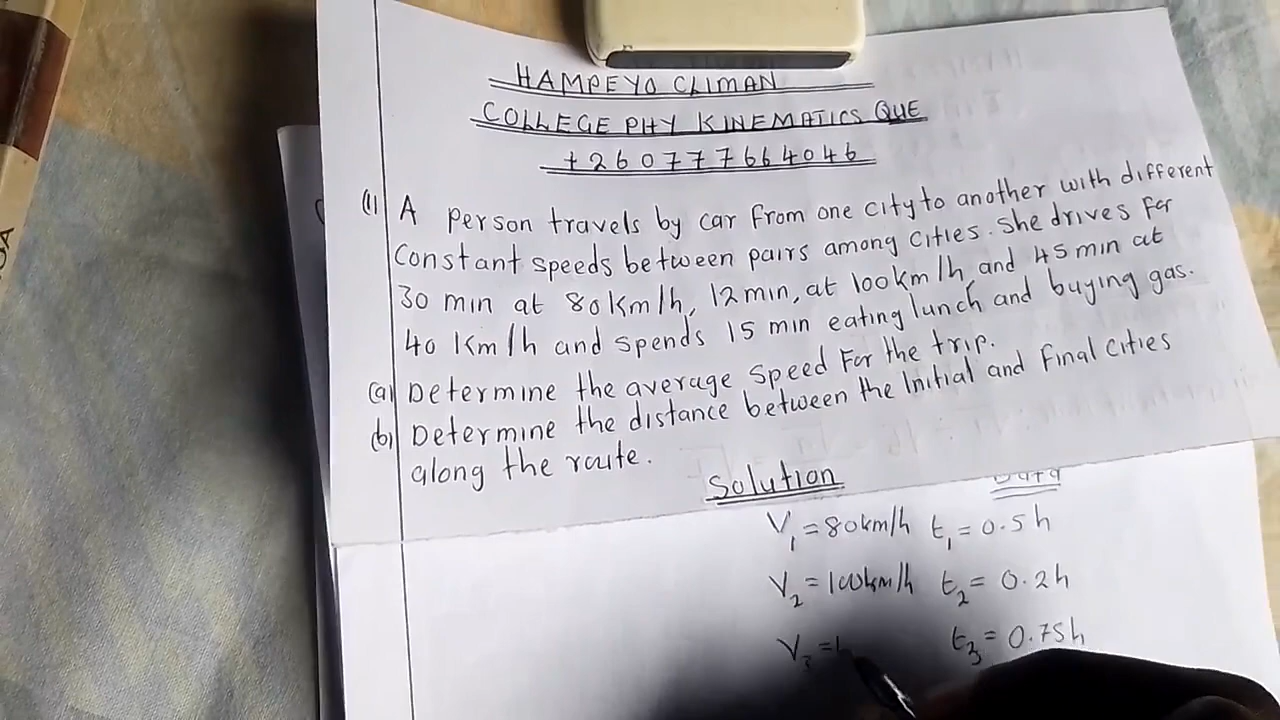 HAMPEYO CLIMAN
COLLEGE PHY KINEMATICS QUE
+260777664046
(1) A person travels by car from one city to another with different
Constant speeds between pairs among cities. She drives for
30 min at 80km/h, 12min, at 100km/h, and 45min at
40 km/h and spends 15 min eating lunch and buying gas.
(a) Determine the average speed for the trip.
(b) Determine the distance between the Initial and final cities
along the route.
Solution
V₁ = 80km/h t₁ = 0.5h
V₂ = 100km/h t₂ = 0.2h
V₃ = t₃ = 0.75h